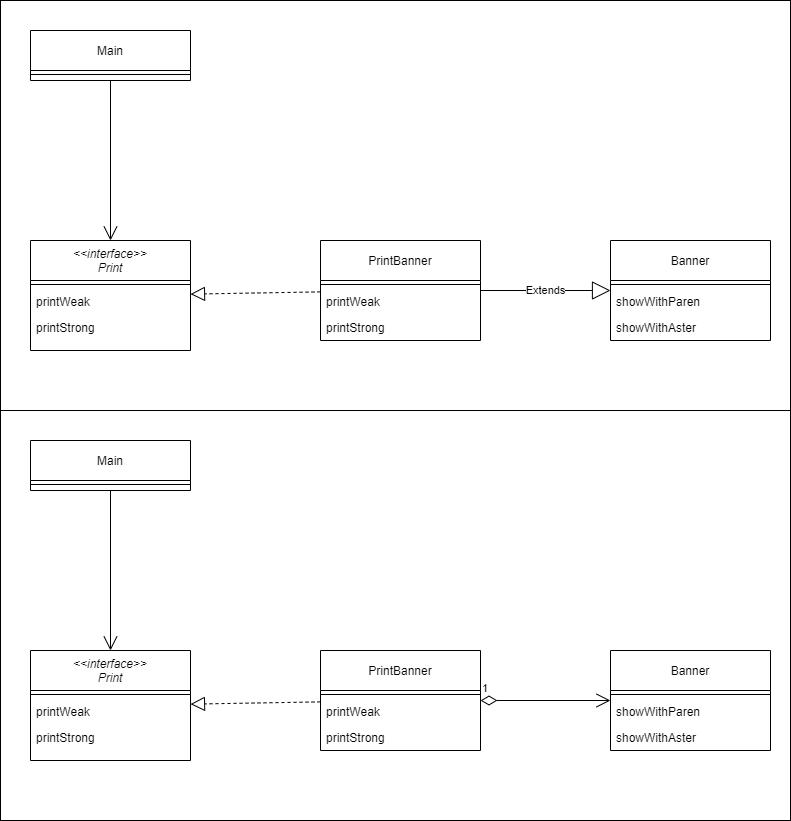 Main
<<interface>>
Print
printWeak
printStrong
PrintBanner
printWeak
printStrong
Extends
Banner
showWithParen
showWithAster
Main
<<interface>>
Print
printWeak
printStrong
PrintBanner
printWeak
printStrong
1
Banner
showWithParen
showWithAster